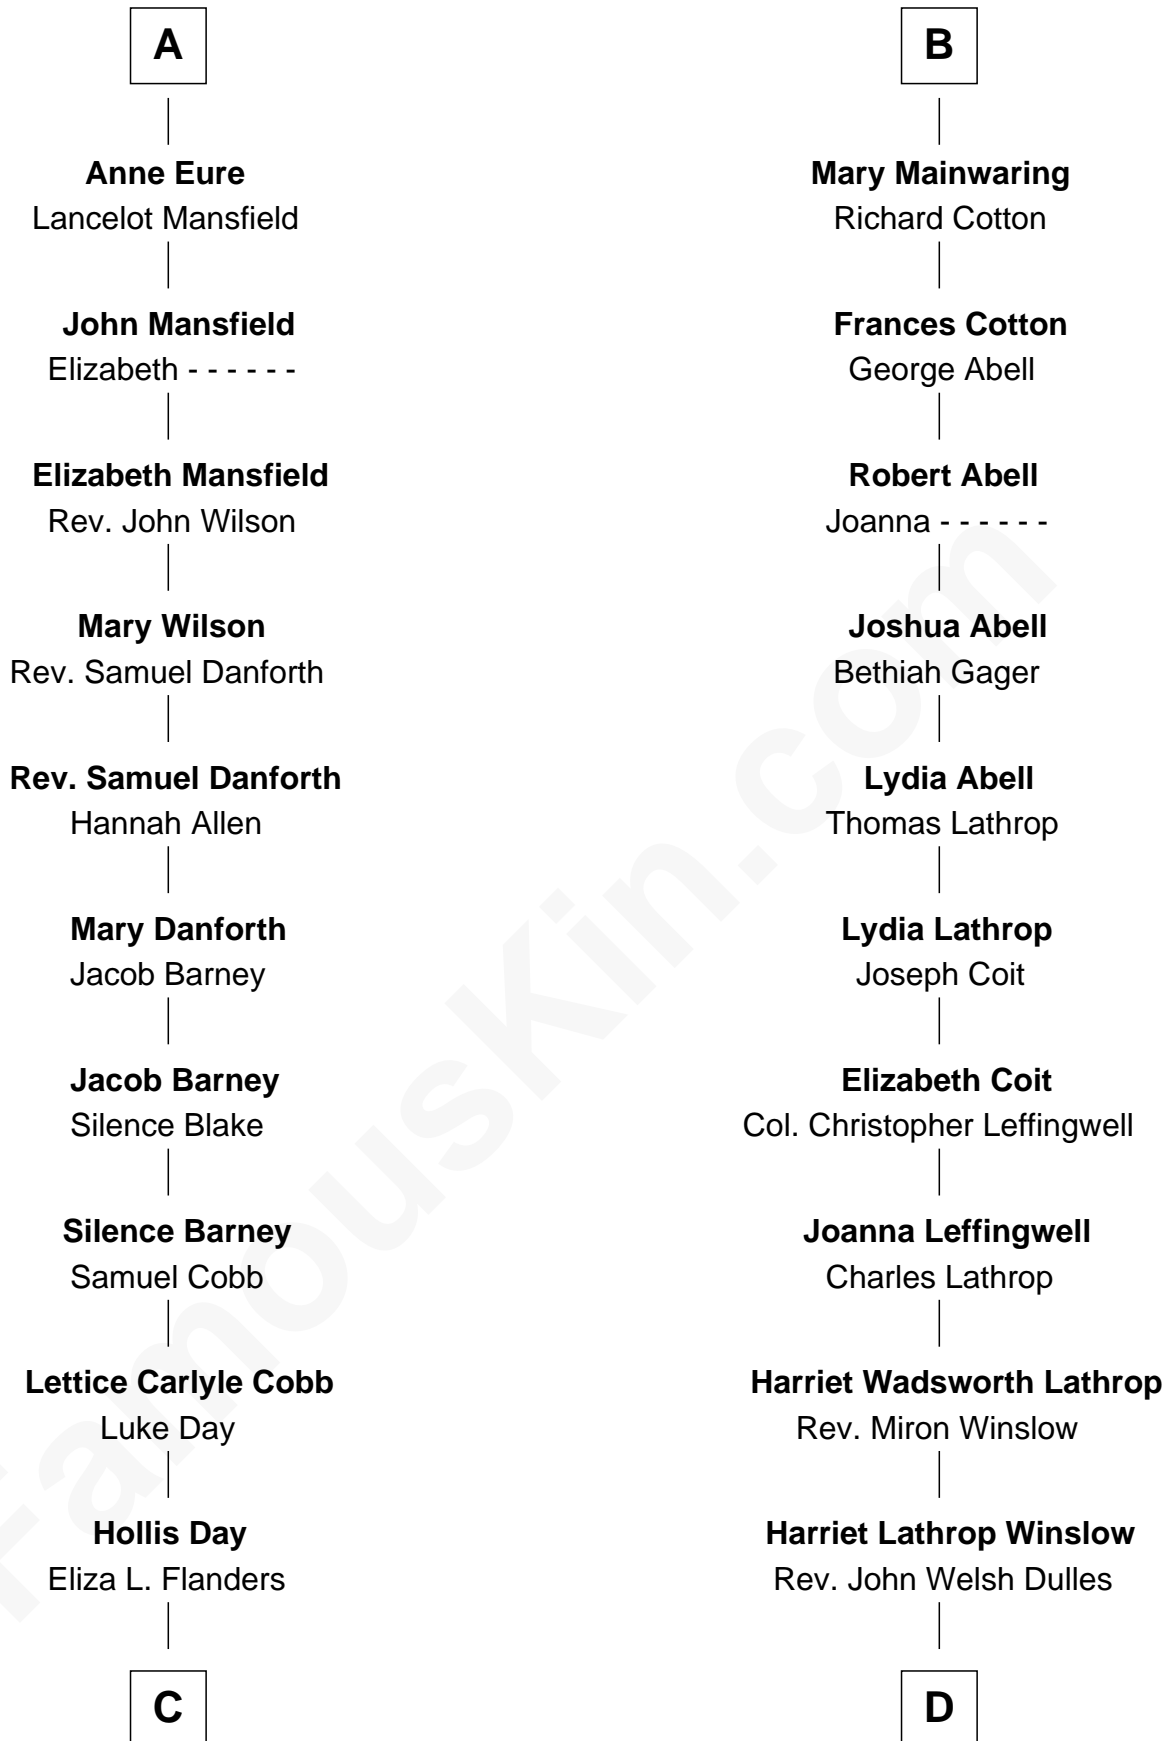 A
Anne Eure
Lancelot Mansfield
John Mansfield
Elizabeth - - - - - -
Elizabeth Mansfield
Rev. John Wilson
Mary Wilson
Rev. Samuel Danforth
Rev. Samuel Danforth
Hannah Allen
Mary Danforth
Jacob Barney
Jacob Barney
Silence Blake
Silence Barney
Samuel Cobb
Lettice Carlyle Cobb
Luke Day
Hollis Day
Eliza L. Flanders
C
B
Mary Mainwaring
Richard Cotton
Frances Cotton
George Abell
Robert Abell
Joanna - - - - - -
Joshua Abell
Bethiah Gager
Lydia Abell
Thomas Lathrop
Lydia Lathrop
Joseph Coit
Elizabeth Coit
Col. Christopher Leffingwell
Joanna Leffingwell
Charles Lathrop
Harriet Wadsworth Lathrop
Rev. Miron Winslow
Harriet Lathrop Winslow
Rev. John Welsh Dulles
D
FamousKin.com